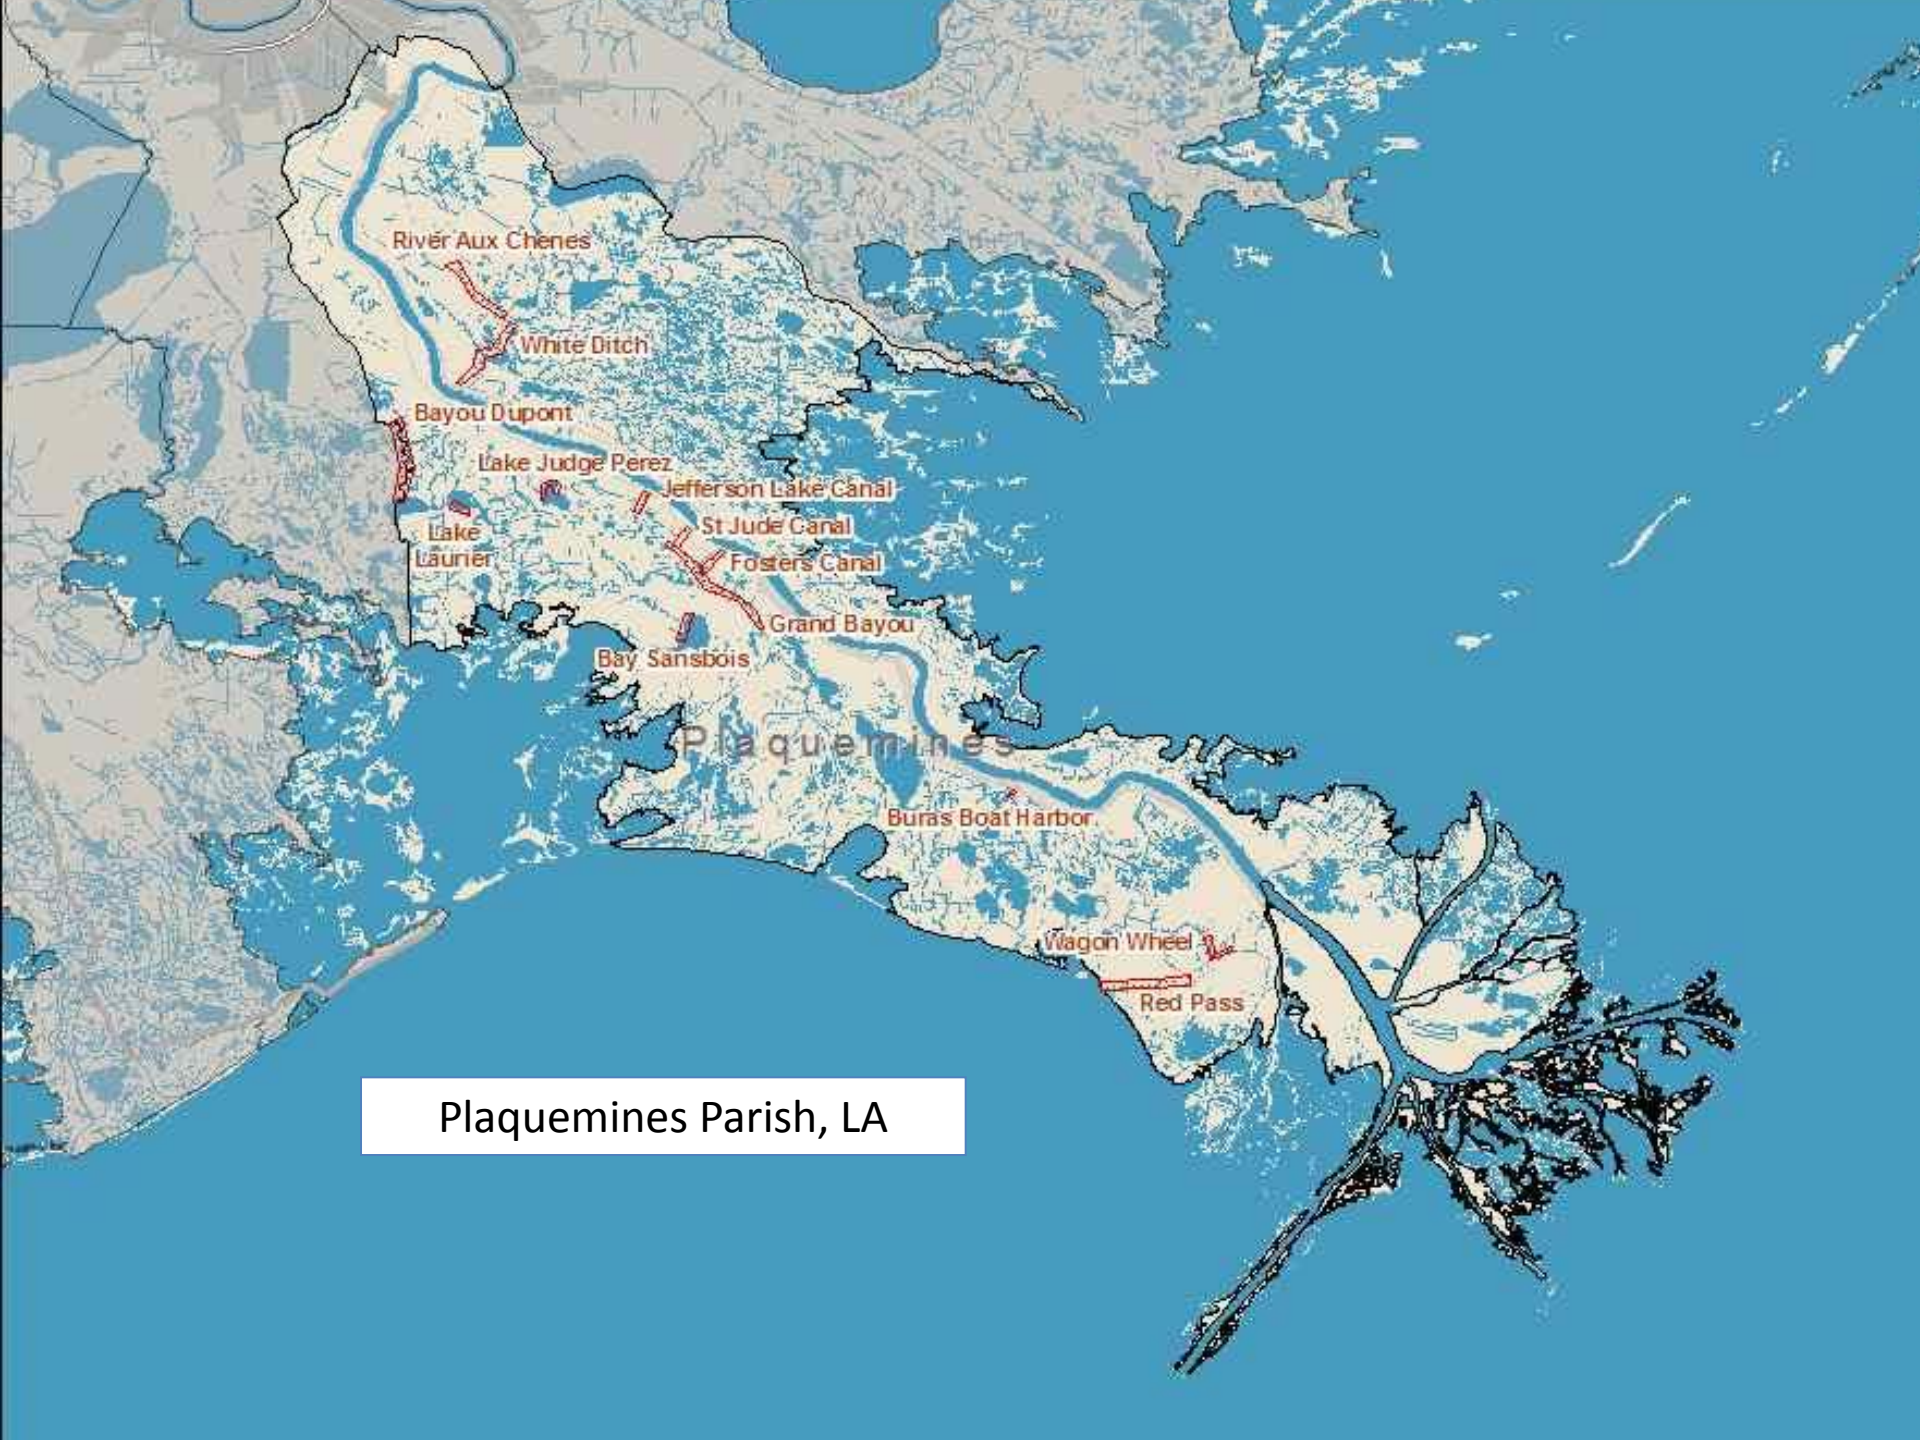 River Aux Chenes
White Ditch
Bayou Dupont
Lake Judge Perez
Jefferson Lake Canal
St Jude Canal
Lake
Laurier
Fosters Canal
Grand Bayou
Bay Sansbois
Plaquemines
Buras Boat Harbor
Wagon Wheel
Red Pass
Plaquemines Parish, LA